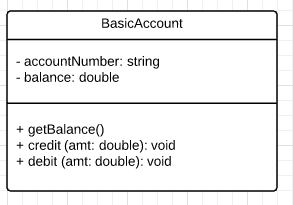 BasicAccount
- accountNumber: string
- balance: double
+ getBalance()
+ credit (amt: double): void
+ debit (amt: double): void